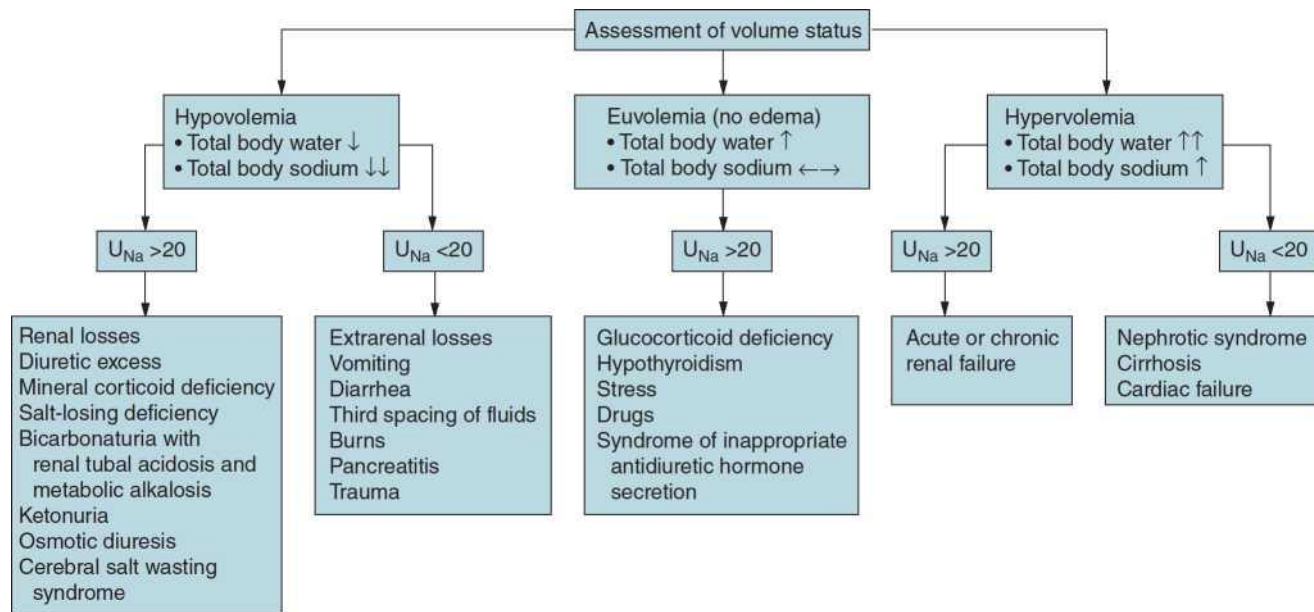 Assessment of volume status
Hypovolemia
• Total body water ↓
• Total body sodium ↓↓
Euvolemia (no edema)
• Total body water ↑
• Total body sodium ←→
Hypervolemia
• Total body water ↑↑
• Total body sodium ↑
UNa >20
UNa <20
UNa >20
UNa >20
UNa <20
Renal losses
Diuretic excess
Mineral corticoid deficiency
Salt-losing deficiency
Bicarbonaturia with
renal tubal acidosis and
metabolic alkalosis
Ketonuria
Osmotic diuresis
Cerebral salt wasting
syndrome
Extrarenal losses
Vomiting
Diarrhea
Third spacing of fluids
Burns
Pancreatitis
Trauma
Glucocorticoid deficiency
Hypothyroidism
Stress
Drugs
Syndrome of inappropriate
antidiuretic hormone
secretion
Acute or chronic
renal failure
Nephrotic syndrome
Cirrhosis
Cardiac failure